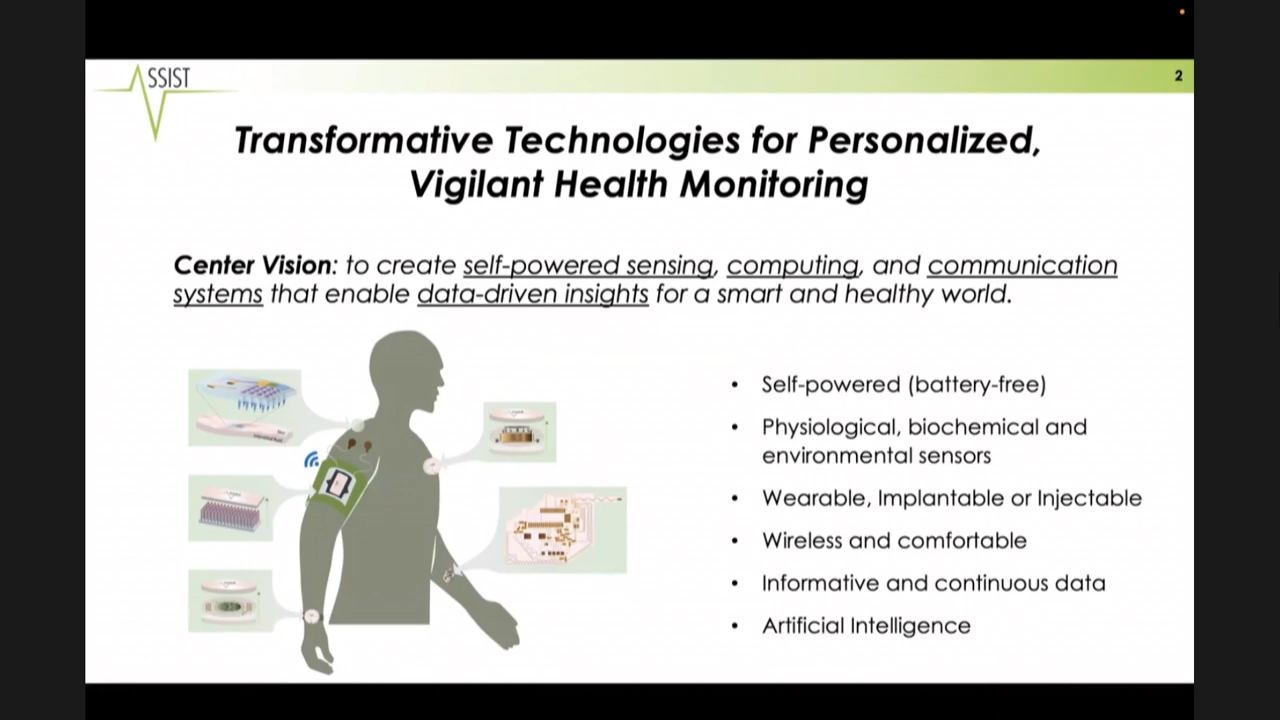 SSIST
2
Transformative Technologies for Personalized,
Vigilant Health Monitoring
Center Vision: to create self-powered sensing, computing, and communication
systems that enable data-driven insights for a smart and healthy world.
• Self-powered (battery-free)
• Physiological, biochemical and
environmental sensors
• Wearable, Implantable or Injectable
• Wireless and comfortable
• Informative and continuous data
• Artificial Intelligence